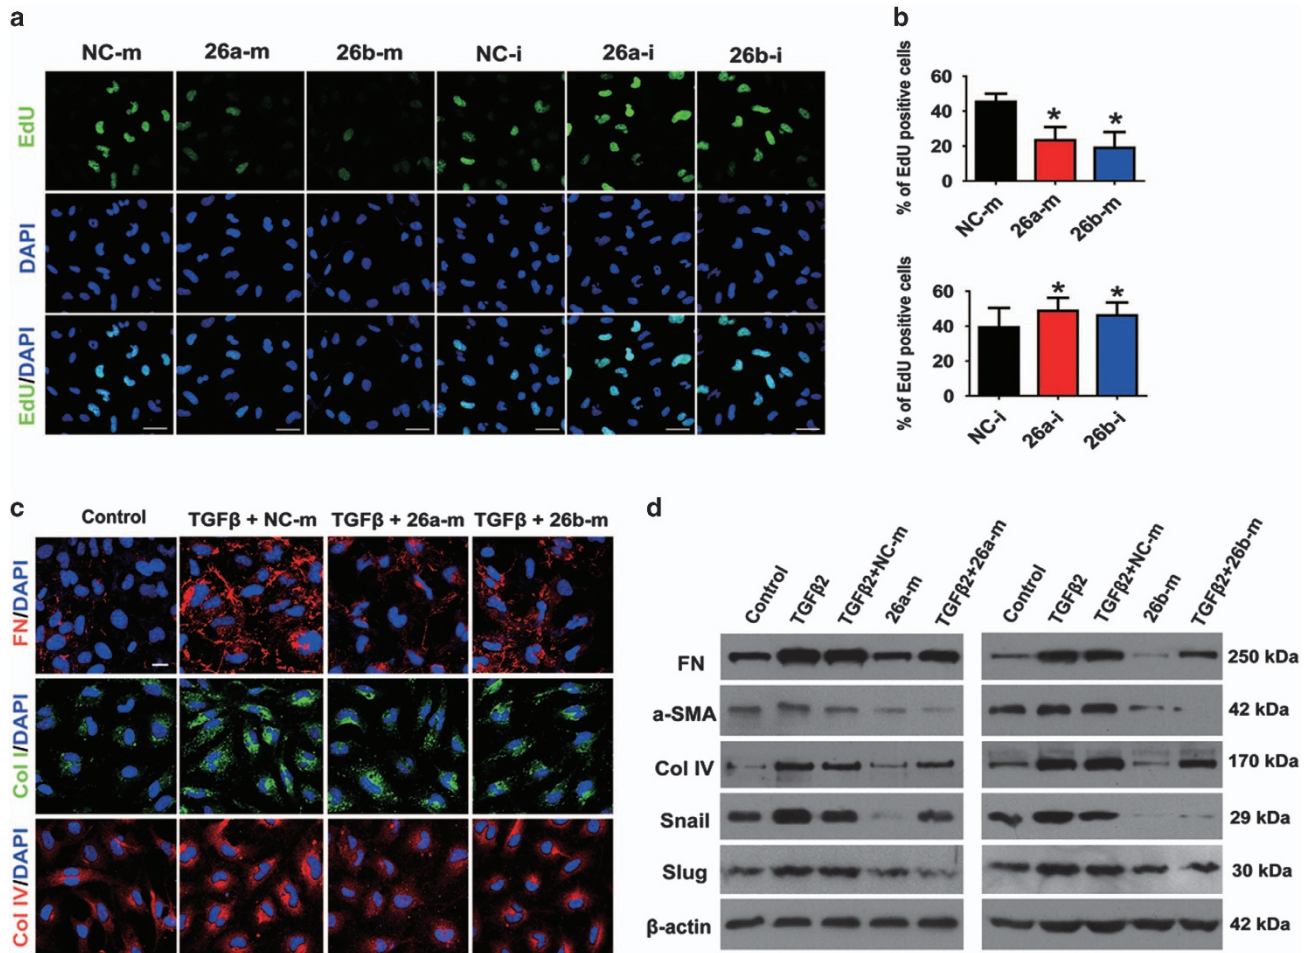 a
NC-m 26a-m 26b-m NC-i 26a-i 26b-i
EdU
DAPI
EdU/DAPI
b
% of EdU positive cells
60
40
20
0
* *
NC-m 26a-m 26b-m
% of EdU positive cells
60
40
20
0
* *
NC-i 26a-i 26b-i
c
Control TGFβ + NC-m TGFβ + 26a-m TGFβ + 26b-m
FN/DAPI
Col I/DAPI
Col IV/DAPI
d
Control TGFβ2 TGFβ2+NC-m 26a-m TGFβ2+26a-m Control TGFβ2 TGFβ2+NC-m 26b-m TGFβ2+26b-m
FN 250 kDa
a-SMA 42 kDa
Col IV 170 kDa
Snail 29 kDa
Slug 30 kDa
β-actin 42 kDa